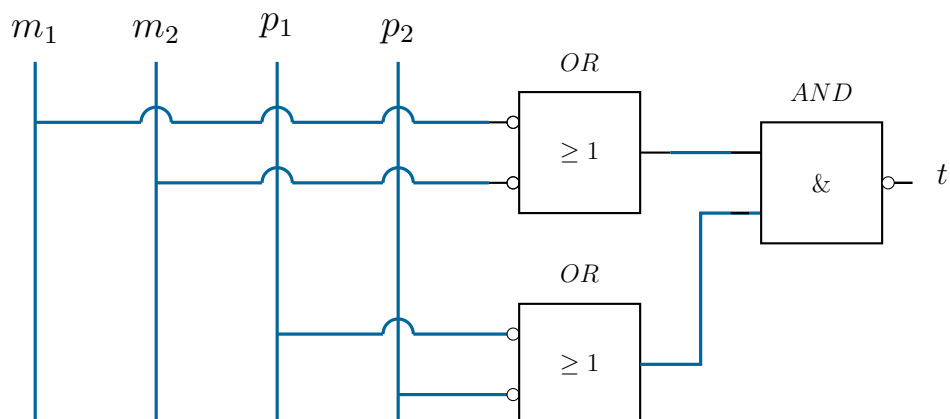 m₁ m₂ p₁ p₂
OR
AND
≥ 1
&
t
OR
≥ 1